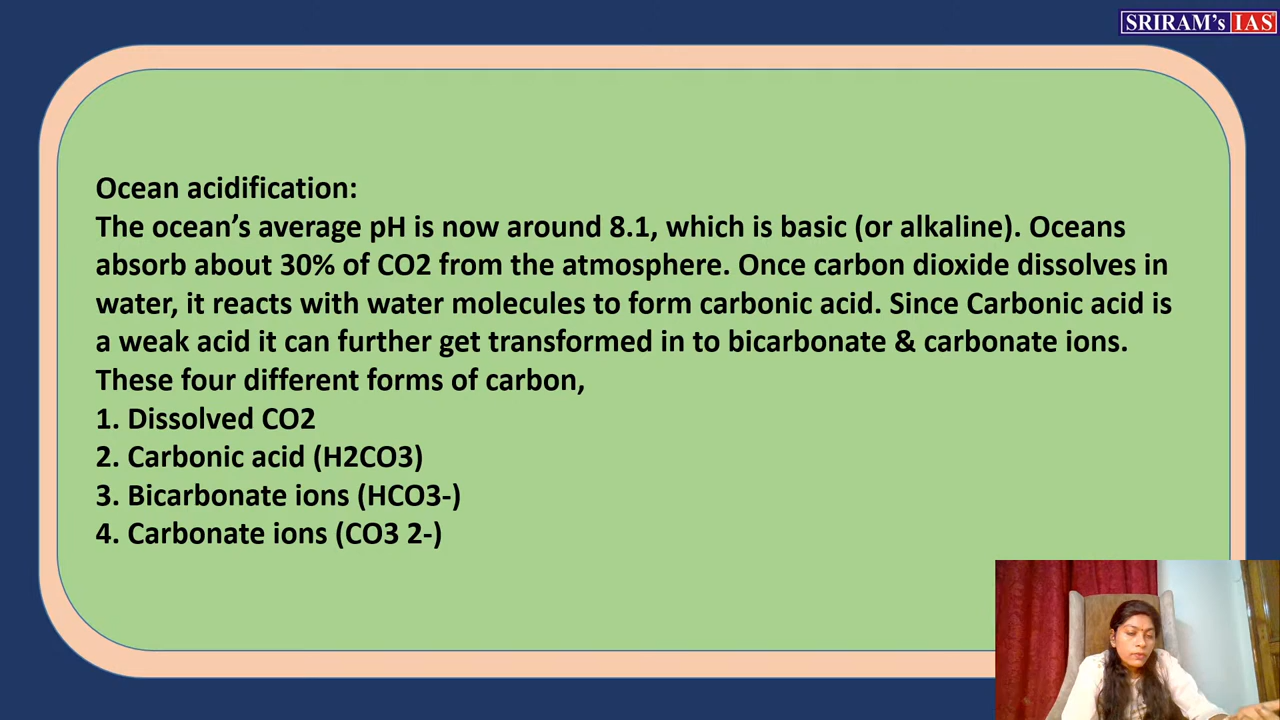 SRIRAM's IAS
Ocean acidification:
The ocean’s average pH is now around 8.1, which is basic (or alkaline). Oceans
absorb about 30% of CO2 from the atmosphere. Once carbon dioxide dissolves in
water, it reacts with water molecules to form carbonic acid. Since Carbonic acid is
a weak acid it can further get transformed in to bicarbonate & carbonate ions.
These four different forms of carbon,
1. Dissolved CO2
2. Carbonic acid (H2CO3)
3. Bicarbonate ions (HCO3-)
4. Carbonate ions (CO3 2-)